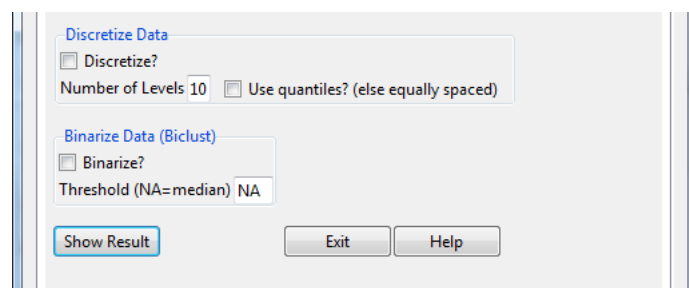 Discretize Data
Discretize?
Number of Levels 10 Use quantiles? (else equally spaced)
Binarize Data (Biclust)
Binarize?
Threshold (NA=median) NA
Show Result Exit Help